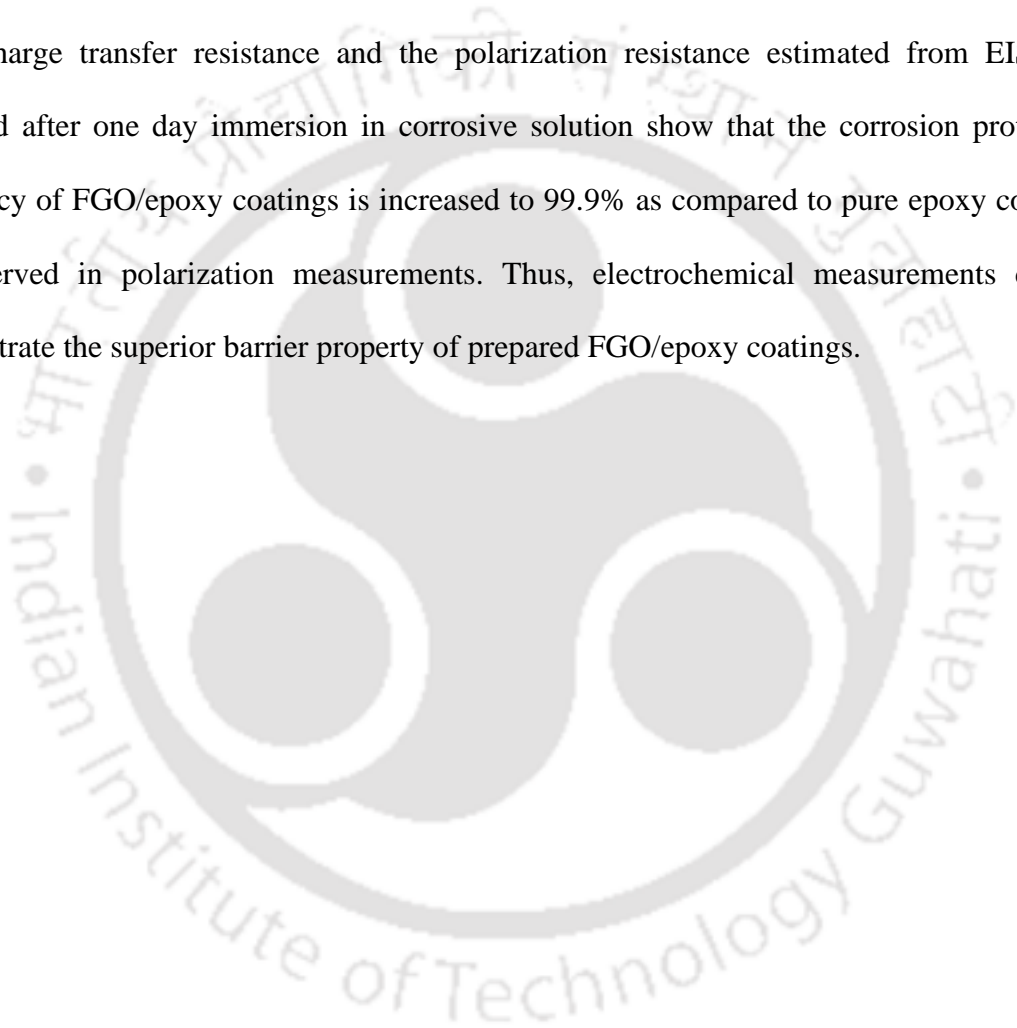 harge transfer resistance and the polarization resistance estimated from EI
d after one day immersion in corrosive solution show that the corrosion pro
cy of FGO/epoxy coatings is increased to 99.9% as compared to pure epoxy co
erved in polarization measurements. Thus, electrochemical measurements
trate the superior barrier property of prepared FGO/epoxy coatings.
भारतीय प्रौद्योगिकी संस्थान गुवाहाटी
• Indian Institute of Technology Guwahati •